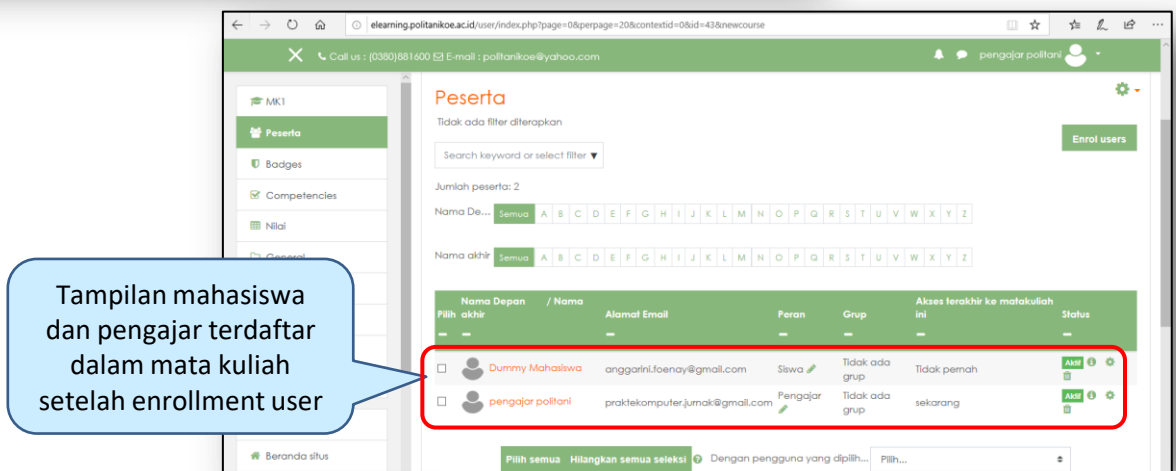 elearning.politanikoe.ac.id/user/index.php?page=0&perpage=20&contextid=0&id=43&newcourse
Call us : (0380)881600 E-mail : politanikoe@yahoo.com
pengajar politani
MK1
Peserta
Badges
Competencies
Nilai
General
Beranda situs
Peserta
Tidak ada filter diterapkan
Enrol users
Search keyword or select filter ▼
Jumlah peserta: 2
Nama De... Semua A B C D E F G H I J K L M N O P Q R S T U V W X Y Z
Nama akhir Semua A B C D E F G H I J K L M N O P Q R S T U V W X Y Z
Nama Depan / Nama Akses terakhir ke matakuliah
Pilih akhir Alamat Email Peran Grup ini Status
Dummy Mahasiswa anggarini.foenay@gmail.com Siswa Tidak ada grup Tidak pernah Aktif
pengajar politani praktekomputer.jurnak@gmail.com Pengajar Tidak ada grup sekarang Aktif
Pilih semua Hilangkan semua seleksi Dengan pengguna yang dipilih... Pilih...
Tampilan mahasiswa
dan pengajar terdaftar
dalam mata kuliah
setelah enrollment user